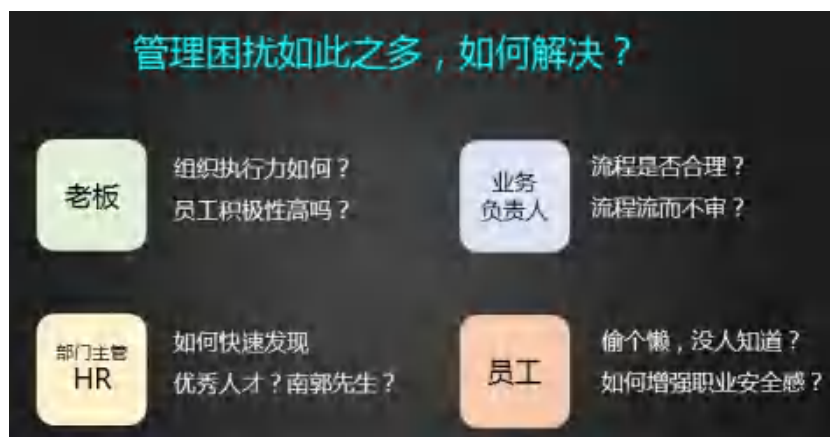 管理困扰如此之多，如何解决？
老板
组织执行力如何？
员工积极性高吗？
业务
负责人
流程是否合理？
流程流而不审？
部门主管
HR
如何快速发现
优秀人才？南郭先生？
员工
偷个懒，没人知道？
如何增强职业安全感？